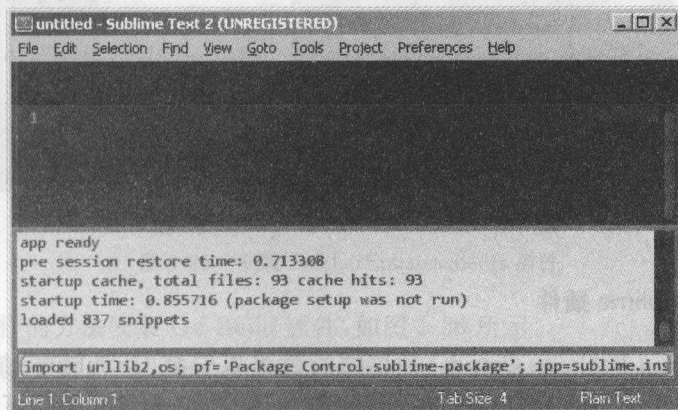 untitled - Sublime Text 2 (UNREGISTERED)
File Edit Selection Find View Goto Tools Project Preferences Help
1
app ready
pre session restore time: 0.713308
startup cache, total files: 93 cache hits: 93
startup time: 0.855716 (package setup was not run)
loaded 837 snippets
import urllib2,os; pf='Package Control.sublime-package'; ipp=sublime.ins
Line 1, Column 1 Tab Size: 4 Plain Text